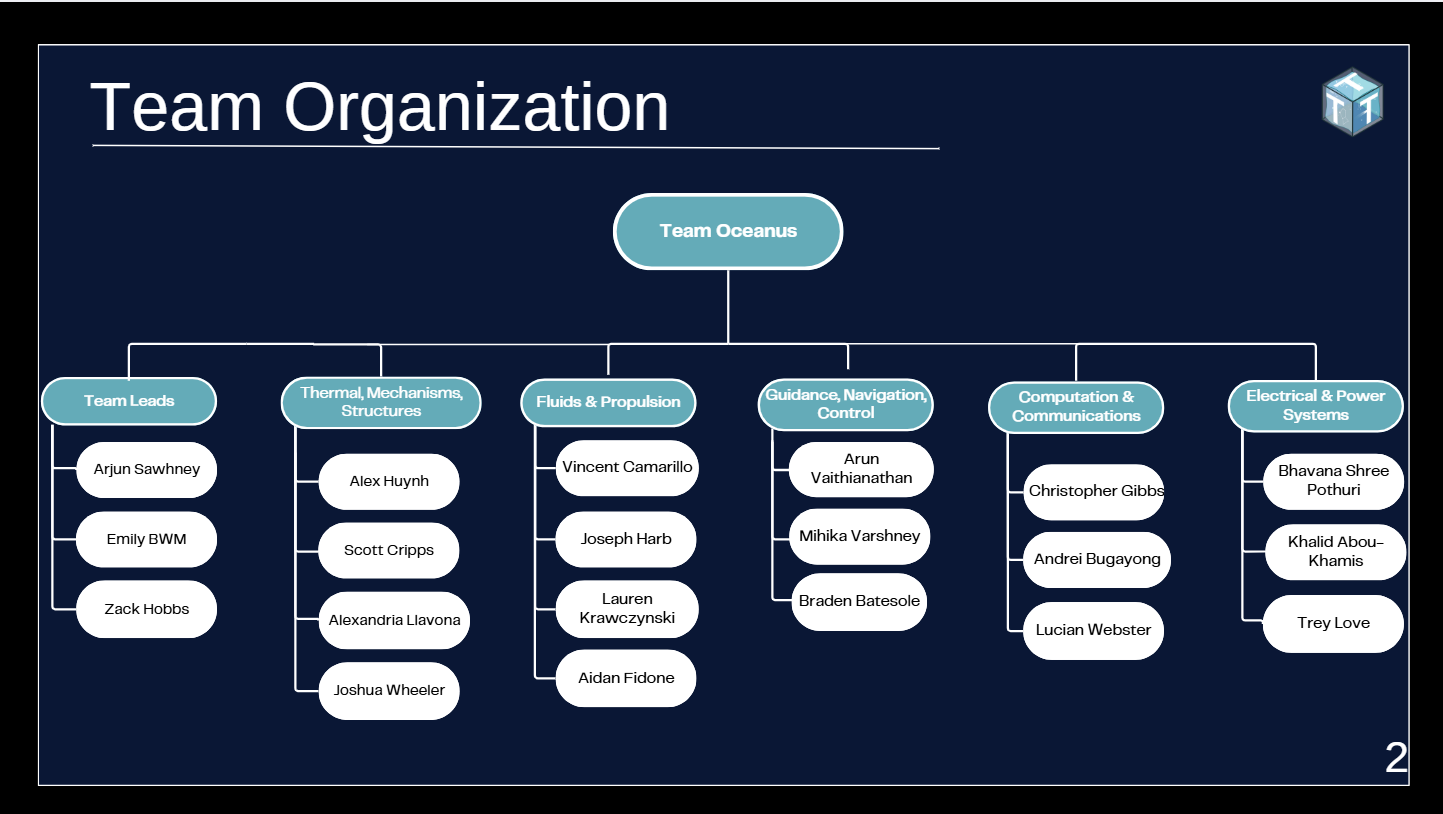 Team Organization
T
T
T
Team Oceanus
Team Leads
Arjun Sawhney
Emily BWM
Zack Hobbs
Thermal, Mechanisms,
Structures
Alex Huynh
Scott Cripps
Alexandria Llavona
Joshua Wheeler
Fluids & Propulsion
Vincent Camarillo
Joseph Harb
Lauren
Krawczynski
Aidan Fidone
Guidance, Navigation,
Control
Arun
Vaithianathan
Mihika Varshney
Braden Batesole
Computation &
Communications
Christopher Gibbs
Andrei Bugayong
Lucian Webster
Electrical & Power
Systems
Bhavana Shree
Pothuri
Khalid Abou-
Khamis
Trey Love
2